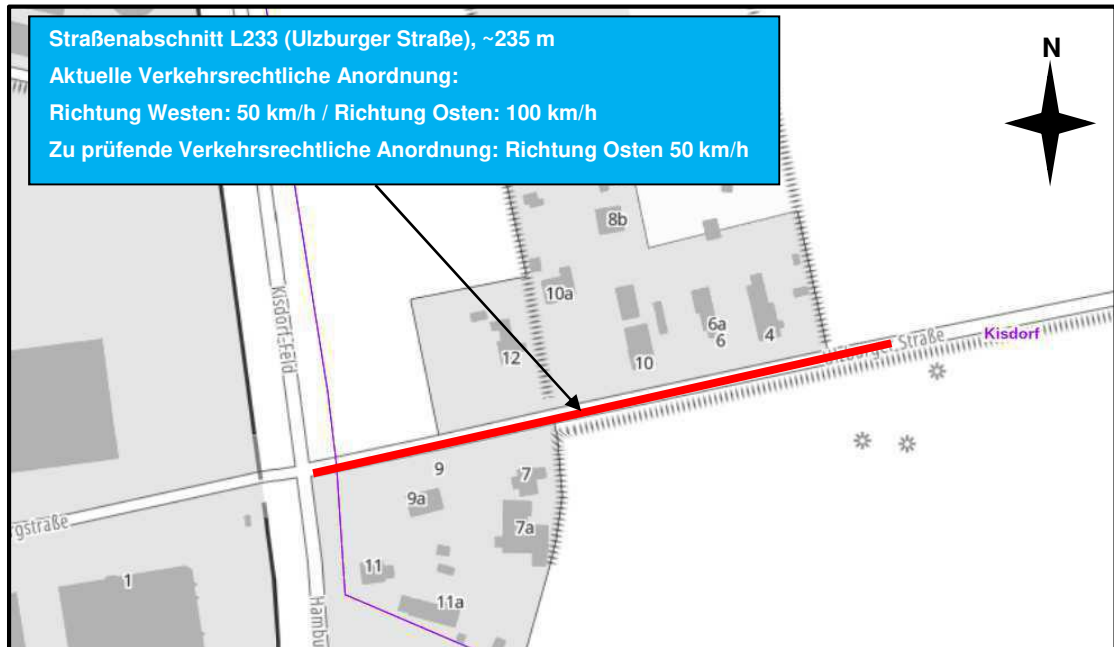 Straßenabschnitt L233 (Ulzburger Straße), ~235 m
Aktuelle Verkehrsrechtliche Anordnung:
Richtung Westen: 50 km/h / Richtung Osten: 100 km/h
Zu prüfende Verkehrsrechtliche Anordnung: Richtung Osten 50 km/h
N
8b
10a
Kisdorf-Feld
6a
6
4
12
10
Straße
Kisdorf
9
7
9a
7a
gstraße
11
1
11a
Hambu